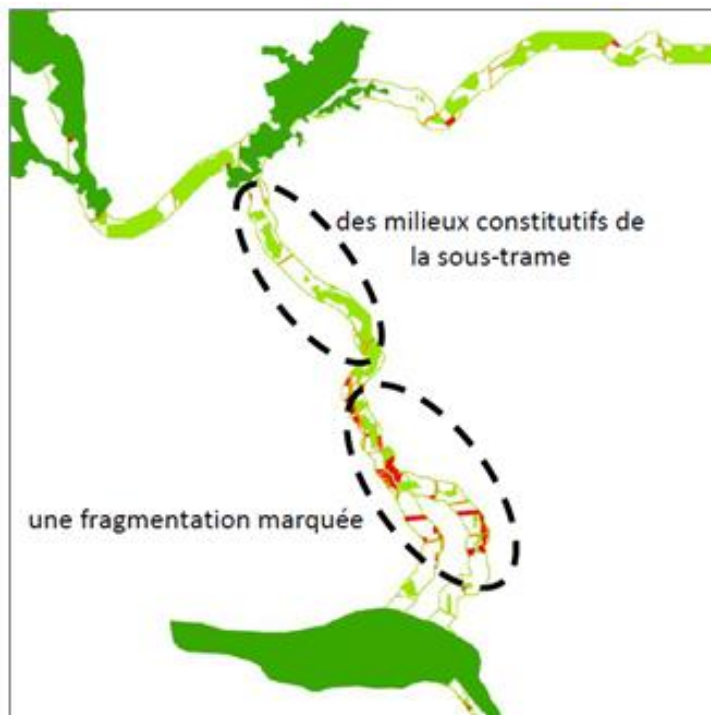 des milieux constitutifs de
la sous-trame
une fragmentation marquée